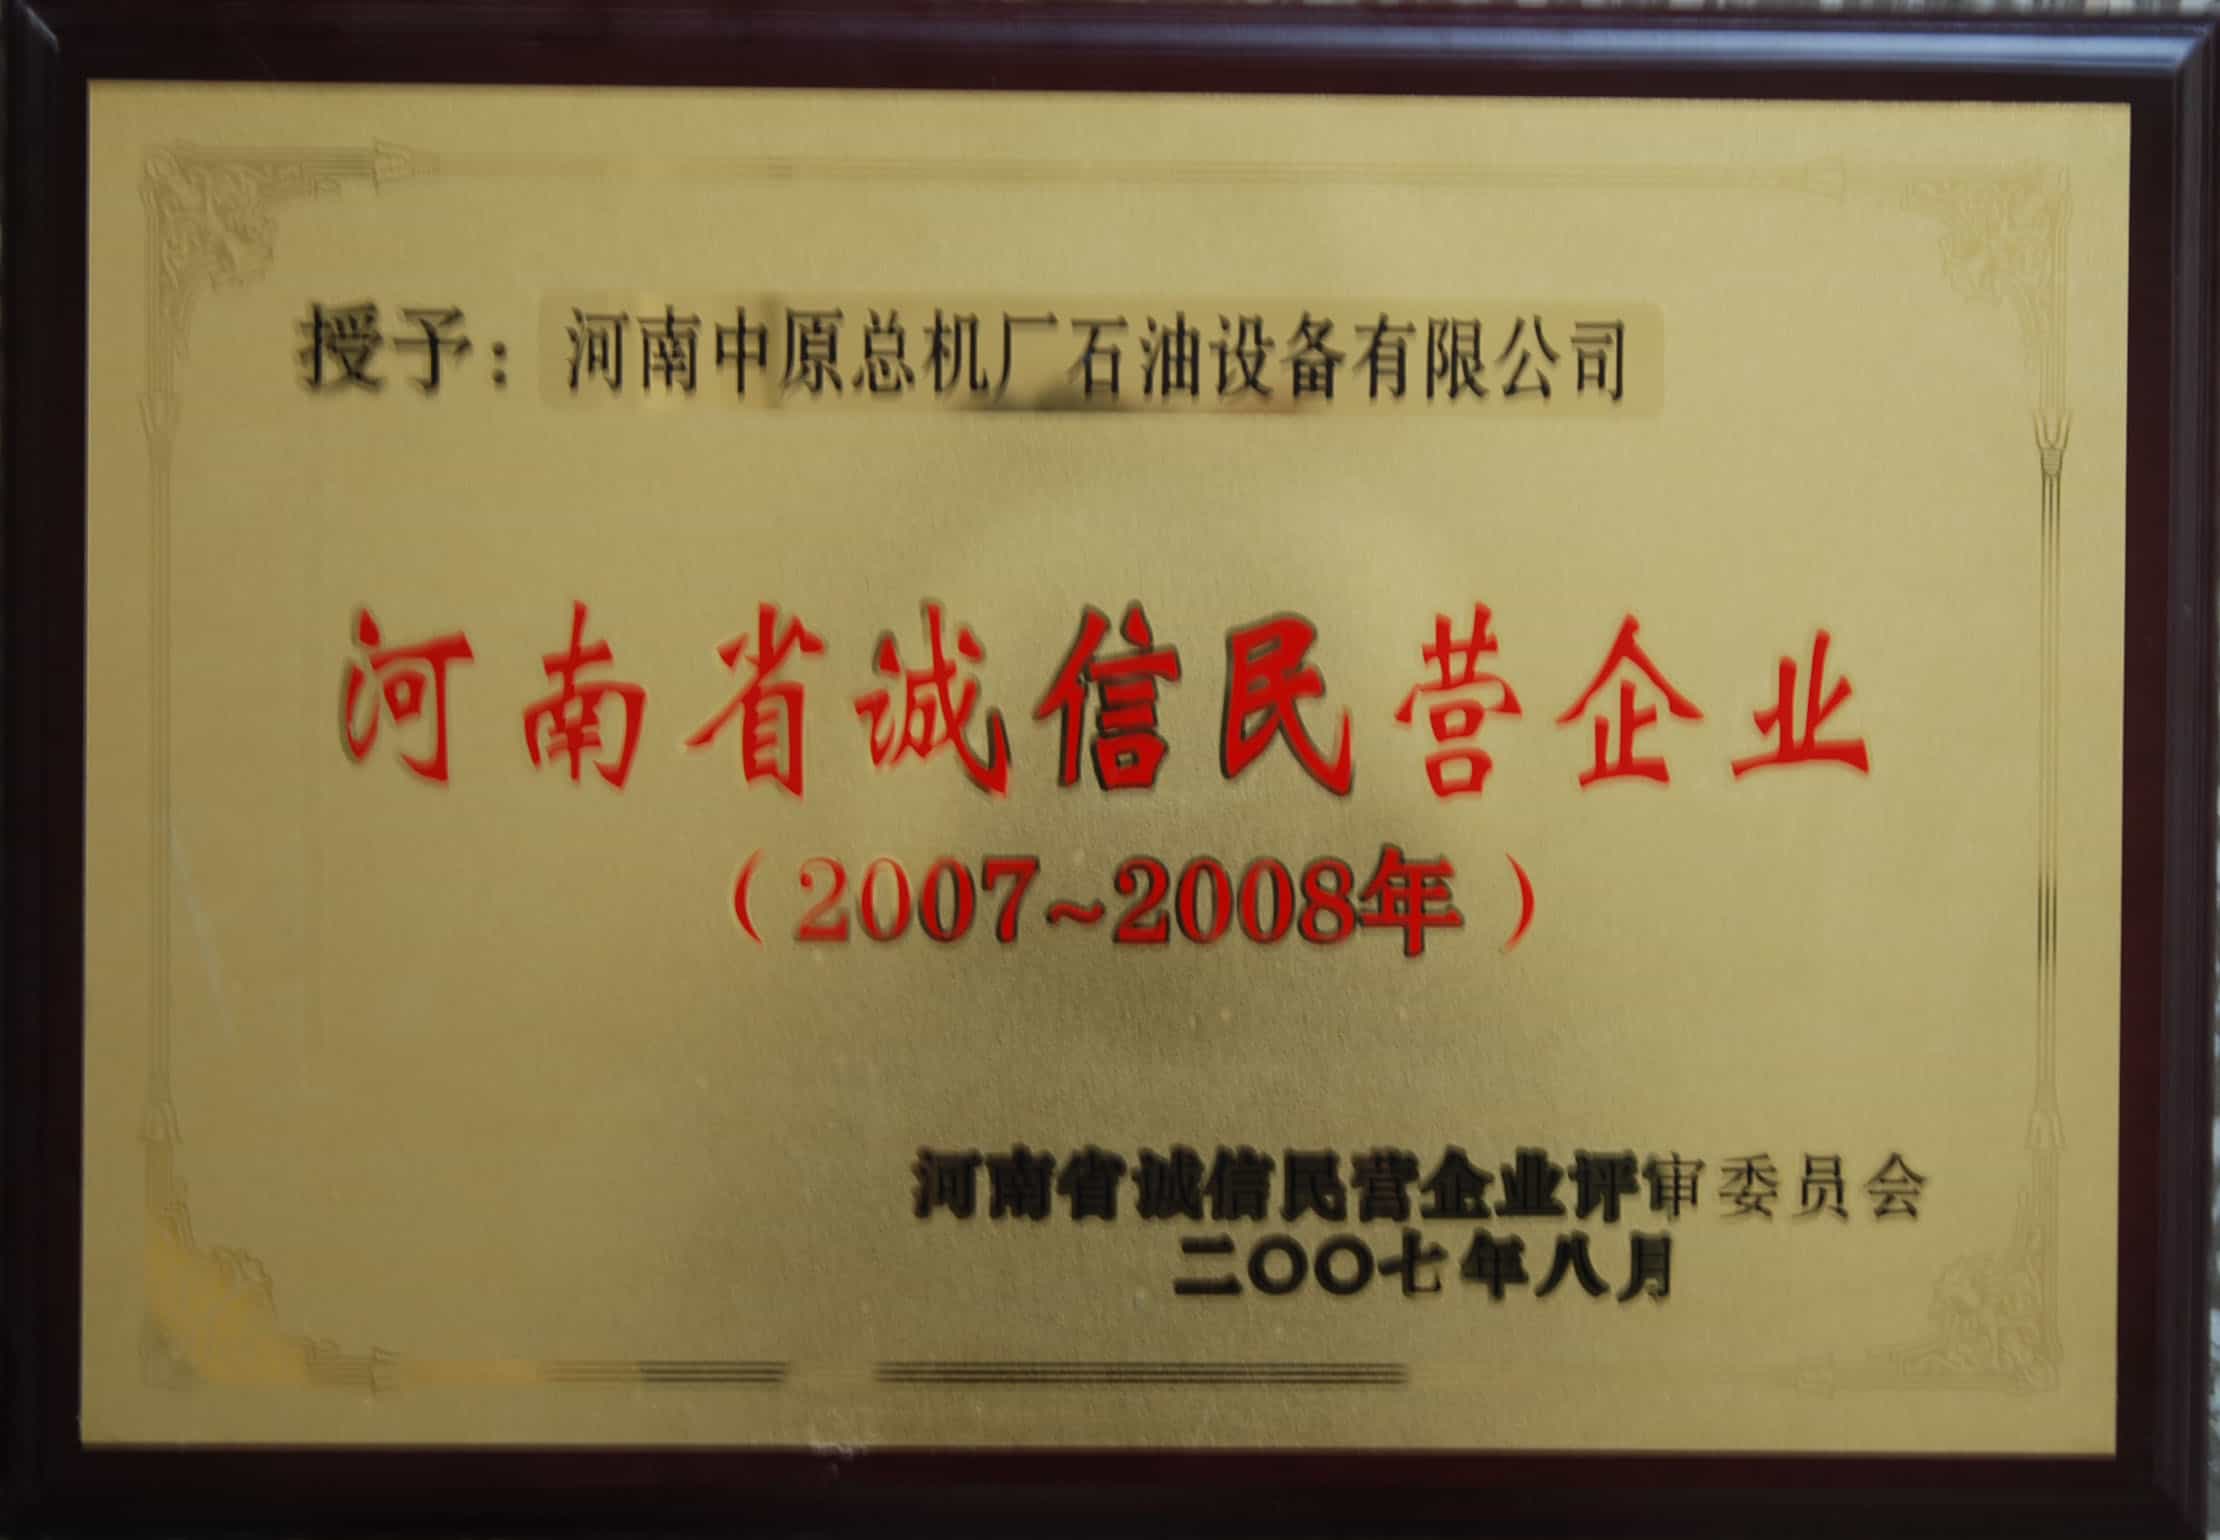 授予：河南中原总机厂石油设备有限公司
河南省诚信民营企业
（2007~2008年）
河南省诚信民营企业评审委员会
二〇〇七年八月